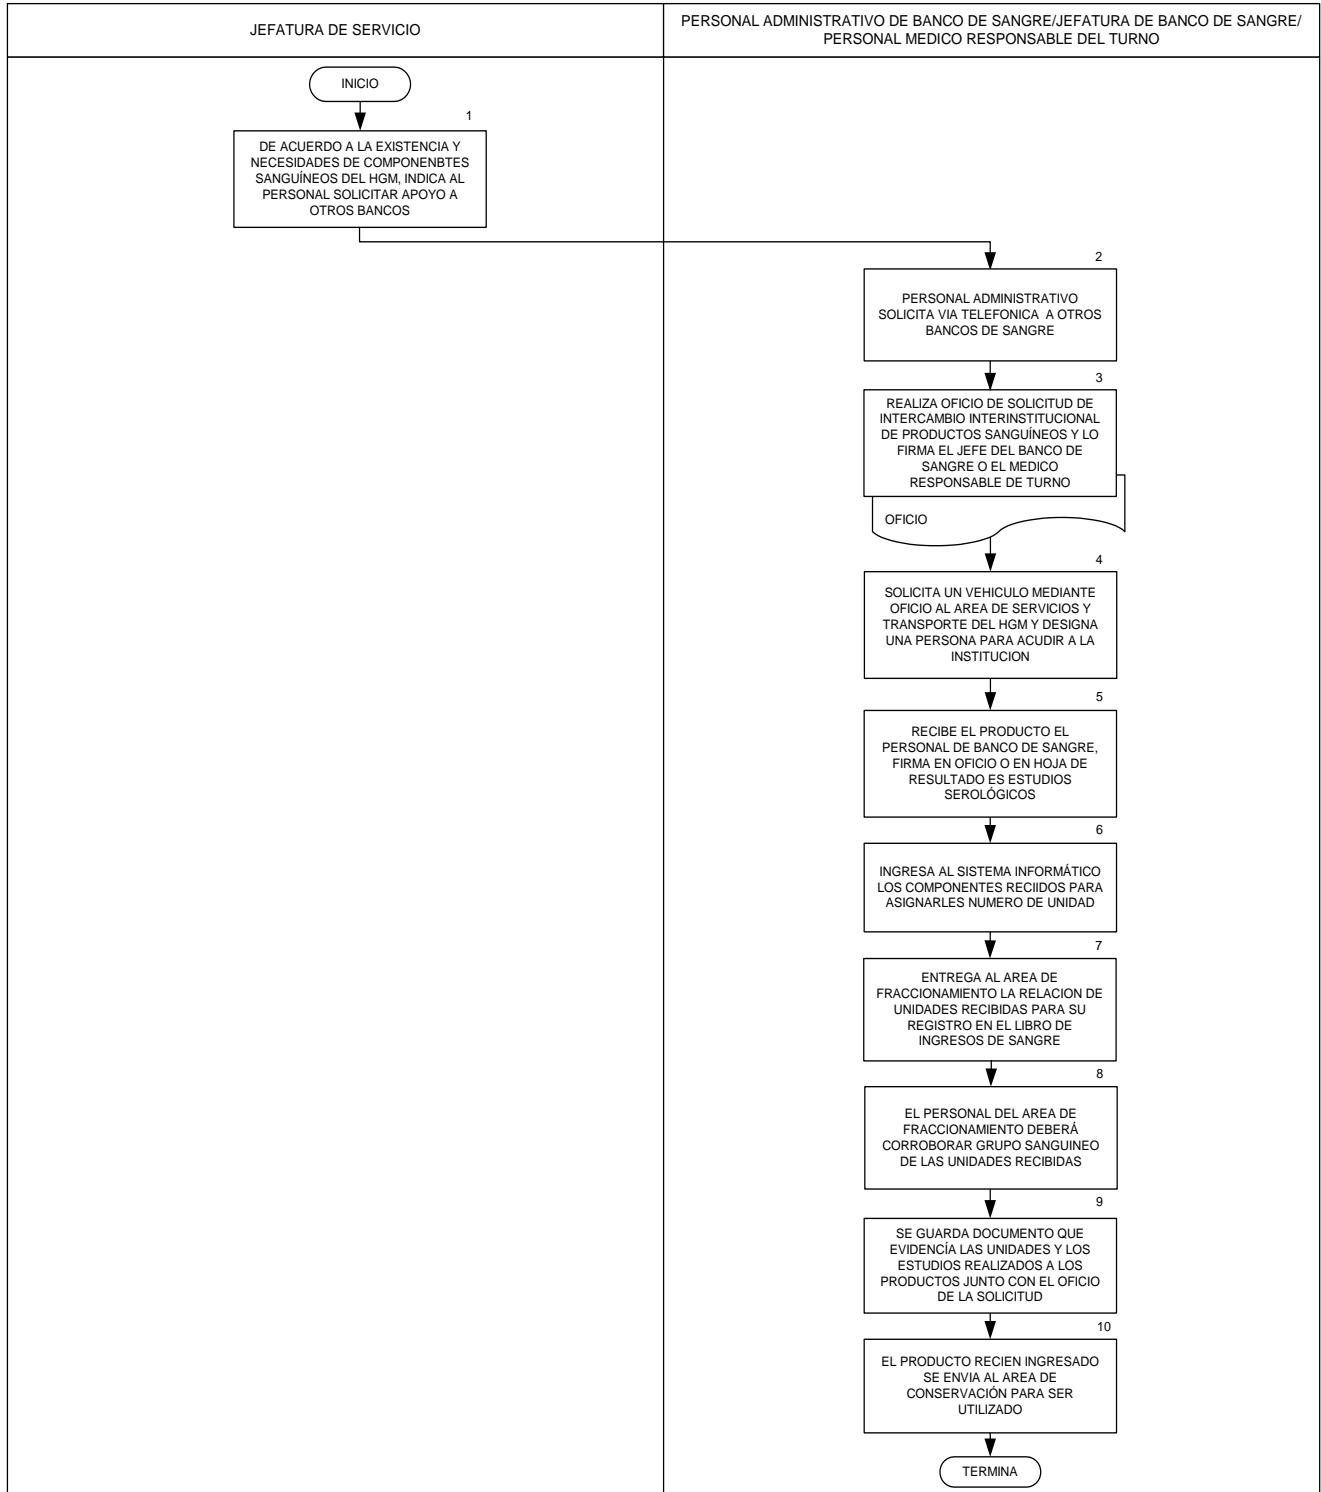 JEFATURA DE SERVICIO
PERSONAL ADMINISTRATIVO DE BANCO DE SANGRE/JEFATURA DE BANCO DE SANGRE/
PERSONAL MEDICO RESPONSABLE DEL TURNO
INICIO
1
DE ACUERDO A LA EXISTENCIA Y
NECESIDADES DE COMPONENBTES
SANGUÍNEOS DEL HGM, INDICA AL
PERSONAL SOLICITAR APOYO A
OTROS BANCOS
2
PERSONAL ADMINISTRATIVO
SOLICITA VIA TELEFONICA A OTROS
BANCOS DE SANGRE
3
REALIZA OFICIO DE SOLICITUD DE
INTERCAMBIO INTERINSTITUCIONAL
DE PRODUCTOS SANGUÍNEOS Y LO
FIRMA EL JEFE DEL BANCO DE
SANGRE O EL MEDICO
RESPONSABLE DE TURNO
OFICIO
4
SOLICITA UN VEHICULO MEDIANTE
OFICIO AL AREA DE SERVICIOS Y
TRANSPORTE DEL HGM Y DESIGNA
UNA PERSONA PARA ACUDIR A LA
INSTITUCION
5
RECIBE EL PRODUCTO EL
PERSONAL DE BANCO DE SANGRE,
FIRMA EN OFICIO O EN HOJA DE
RESULTADO ES ESTUDIOS
SEROLÓGICOS
6
INGRESA AL SISTEMA INFORMÁTICO
LOS COMPONENTES RECIIDOS PARA
ASIGNARLES NUMERO DE UNIDAD
7
ENTREGA AL AREA DE
FRACCIONAMIENTO LA RELACION DE
UNIDADES RECIBIDAS PARA SU
REGISTRO EN EL LIBRO DE
INGRESOS DE SANGRE
8
EL PERSONAL DEL AREA DE
FRACCIONAMIENTO DEBERÁ
CORROBORAR GRUPO SANGUINEO
DE LAS UNIDADES RECIBIDAS
9
SE GUARDA DOCUMENTO QUE
EVIDENCÍA LAS UNIDADES Y LOS
ESTUDIOS REALIZADOS A LOS
PRODUCTOS JUNTO CON EL OFICIO
DE LA SOLICITUD
10
EL PRODUCTO RECIEN INGRESADO
SE ENVIA AL AREA DE
CONSERVACIÓN PARA SER
UTILIZADO
TERMINA